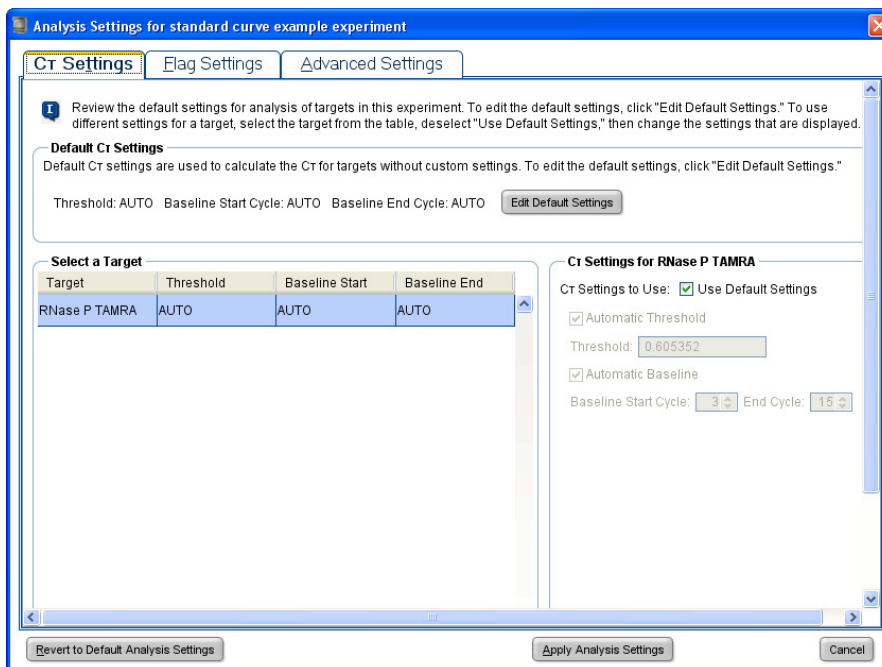 Analysis Settings for standard curve example experiment
Cᴛ Settings
Flag Settings
Advanced Settings
Review the default settings for analysis of targets in this experiment. To edit the default settings, click "Edit Default Settings." To use
different settings for a target, select the target from the table, deselect "Use Default Settings," then change the settings that are displayed.
Default Cᴛ Settings
Default Cᴛ settings are used to calculate the Cᴛ for targets without custom settings. To edit the default settings, click "Edit Default Settings."
Threshold: AUTO Baseline Start Cycle: AUTO Baseline End Cycle: AUTO Edit Default Settings
Select a Target
Target Threshold Baseline Start Baseline End
RNase P TAMRA AUTO AUTO AUTO
Cᴛ Settings for RNase P TAMRA
Cᴛ Settings to Use: Use Default Settings
Automatic Threshold
Threshold: 0.605352
Automatic Baseline
Baseline Start Cycle: 3 End Cycle: 15
Revert to Default Analysis Settings
Apply Analysis Settings
Cancel